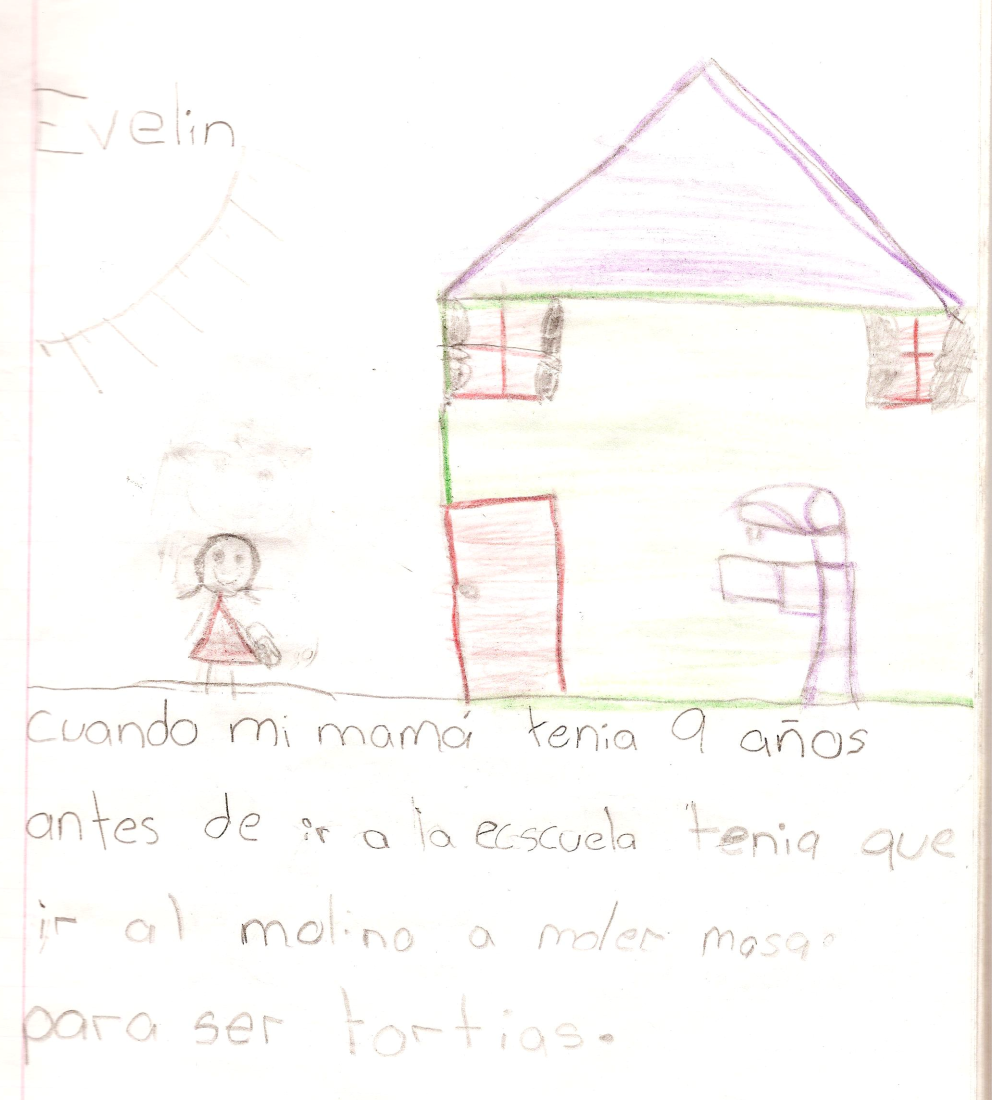 Evelin
cuando mi mamá tenia 9 años
antes de ir a la ecscuela tenia que
ir al molino a moler masa
para ser tortias.